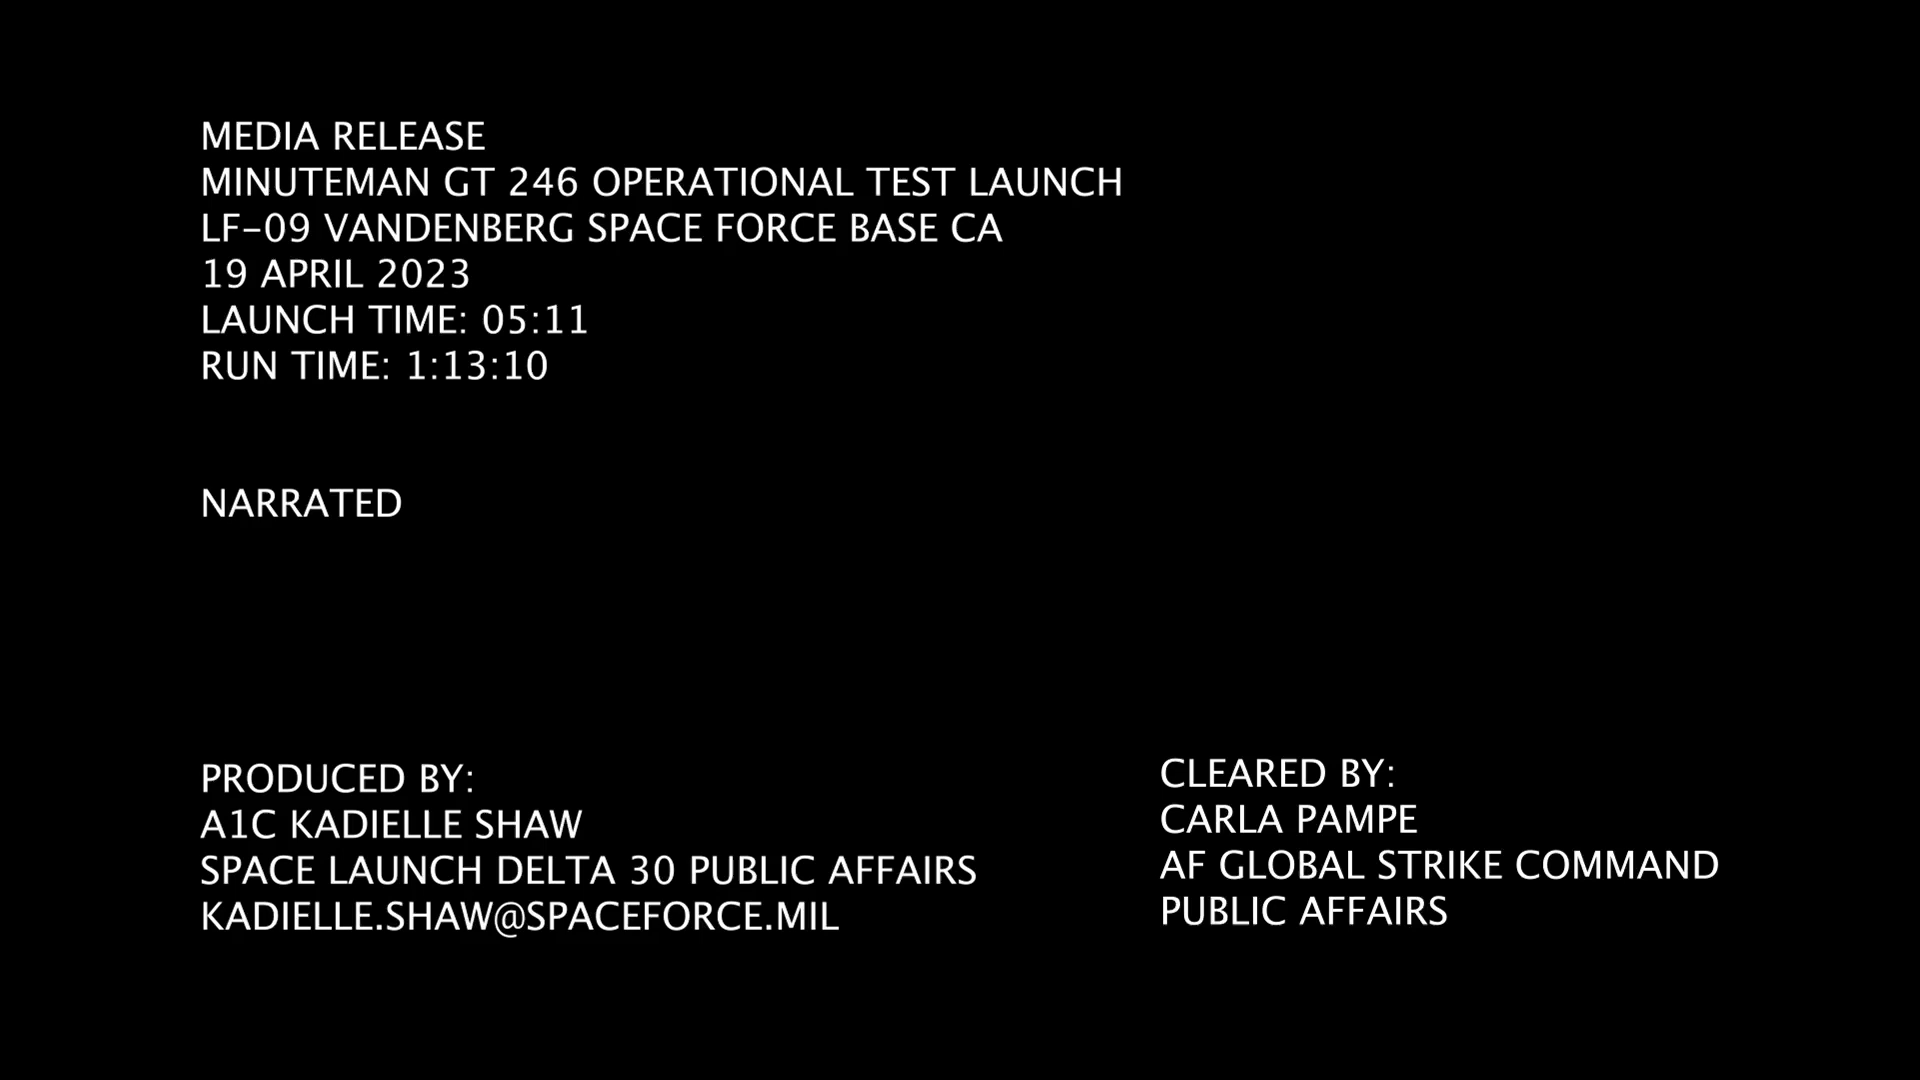 MEDIA RELEASE
MINUTEMAN GT 246 OPERATIONAL TEST LAUNCH
LF-09 VANDENBERG SPACE FORCE BASE CA
19 APRIL 2023
LAUNCH TIME: 05:11
RUN TIME: 1:13:10
NARRATED
PRODUCED BY:
A1C KADIELLE SHAW
SPACE LAUNCH DELTA 30 PUBLIC AFFAIRS
KADIELLE.SHAW@SPACEFORCE.MIL
CLEARED BY:
CARLA PAMPE
AF GLOBAL STRIKE COMMAND
PUBLIC AFFAIRS